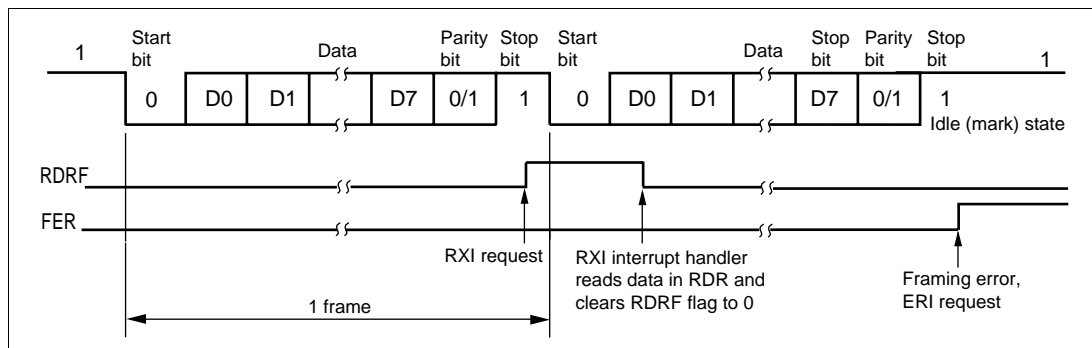 1
Start bit
Data
Parity bit
Stop bit
Start bit
Data
Stop bit
Parity bit
Stop bit
1
0 D0 D1 D7 0/1 1 0 D0 D1 D7 0/1 1
Idle (mark) state
RDRF
FER
RXI request
RXI interrupt handler
reads data in RDR and
clears RDRF flag to 0
Framing error,
ERI request
1 frame